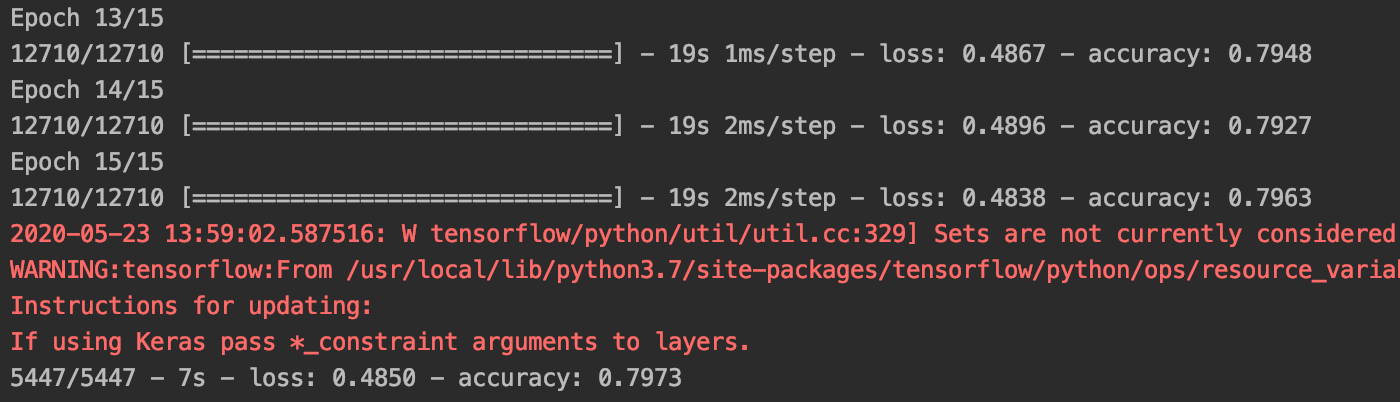 Epoch 13/15
12710/12710 [==============================] - 19s 1ms/step - loss: 0.4867 - accuracy: 0.7948
Epoch 14/15
12710/12710 [==============================] - 19s 2ms/step - loss: 0.4896 - accuracy: 0.7927
Epoch 15/15
12710/12710 [==============================] - 19s 2ms/step - loss: 0.4838 - accuracy: 0.7963
2020-05-23 13:59:02.587516: W tensorflow/python/util/util.cc:329] Sets are not currently considered
WARNING:tensorflow:From /usr/local/lib/python3.7/site-packages/tensorflow/python/ops/resource_varia
Instructions for updating:
If using Keras pass *_constraint arguments to layers.
5447/5447 - 7s - loss: 0.4850 - accuracy: 0.7973